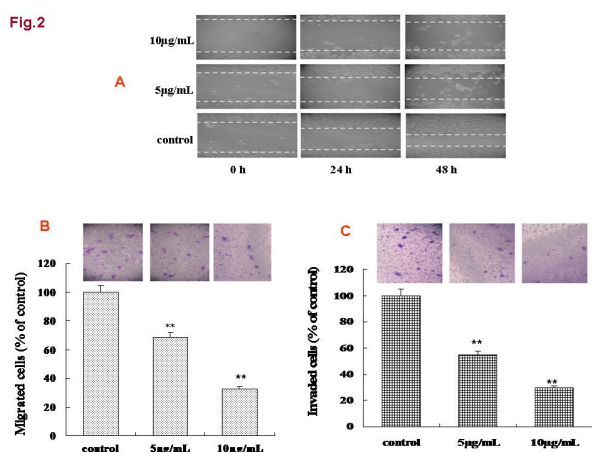 Fig.2
A
10μg/mL
5μg/mL
control
0 h
24 h
48 h
B
Migrated cells (% of control)
120
100
80
60
40
20
0
**
**
control
5μg/mL
10μg/mL
C
Invaded cells (% of control)
120
100
80
60
40
20
0
**
**
control
5μg/mL
10μg/mL